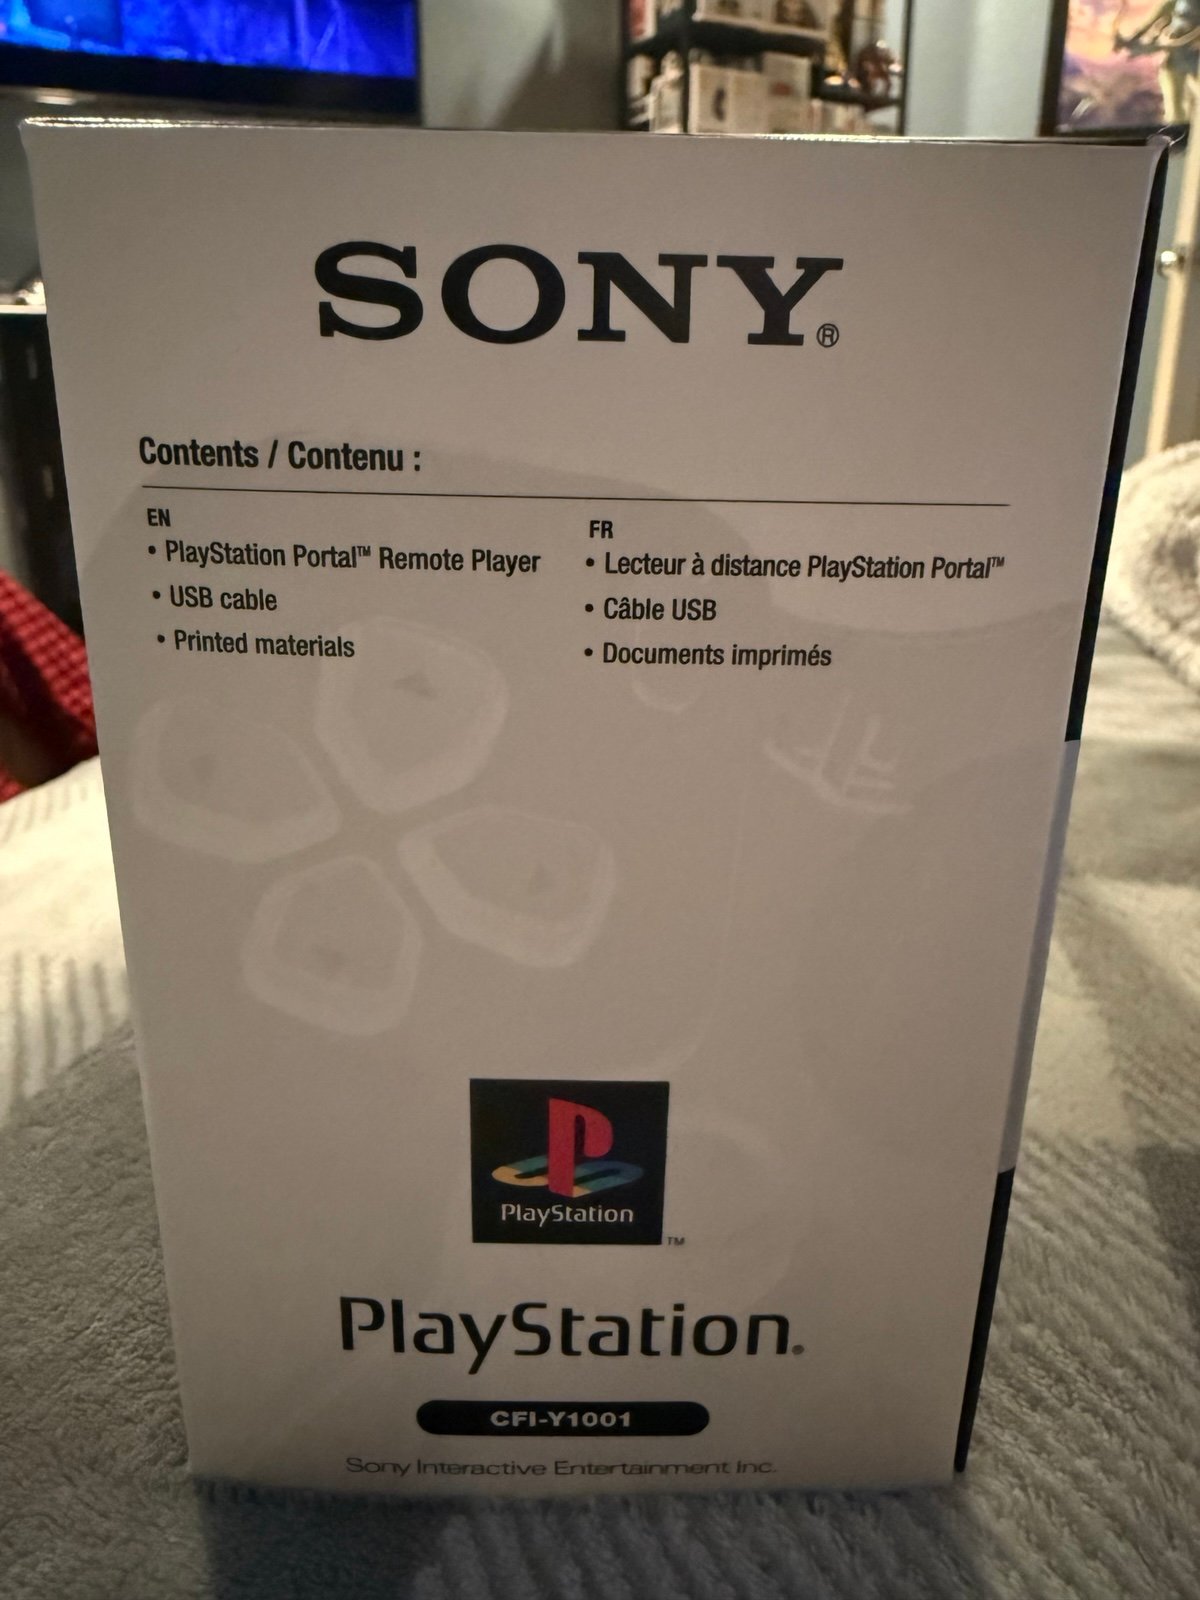 SONY®
Contents / Contenu :
EN
• PlayStation Portal™ Remote Player
• USB cable
• Printed materials
FR
• Lecteur à distance PlayStation Portal™
• Câble USB
• Documents imprimés
PlayStation
TM
PlayStation®
CFI-Y1001
Sony Interactive Entertainment Inc.